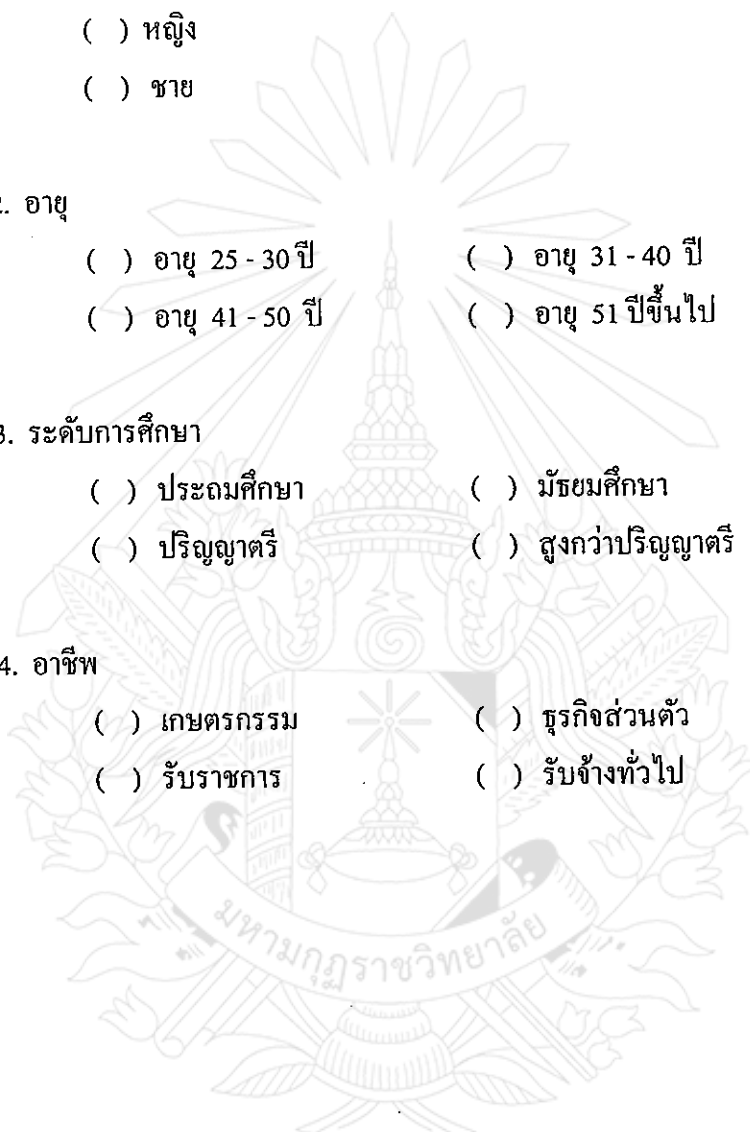 ( ) หญิง
( ) ชาย
2. อายุ
( ) อายุ 25 - 30 ปี ( ) อายุ 31 - 40 ปี
( ) อายุ 41 - 50 ปี ( ) อายุ 51 ปีขึ้นไป
3. ระดับการศึกษา
( ) ประถมศึกษา ( ) มัธยมศึกษา
( ) ปริญญาตรี ( ) สูงกว่าปริญญาตรี
4. อาชีพ
( ) เกษตรกรรม ( ) ธุรกิจส่วนตัว
( ) รับราชการ ( ) รับจ้างทั่วไป
มหามกุฏราชวิทยาลัย